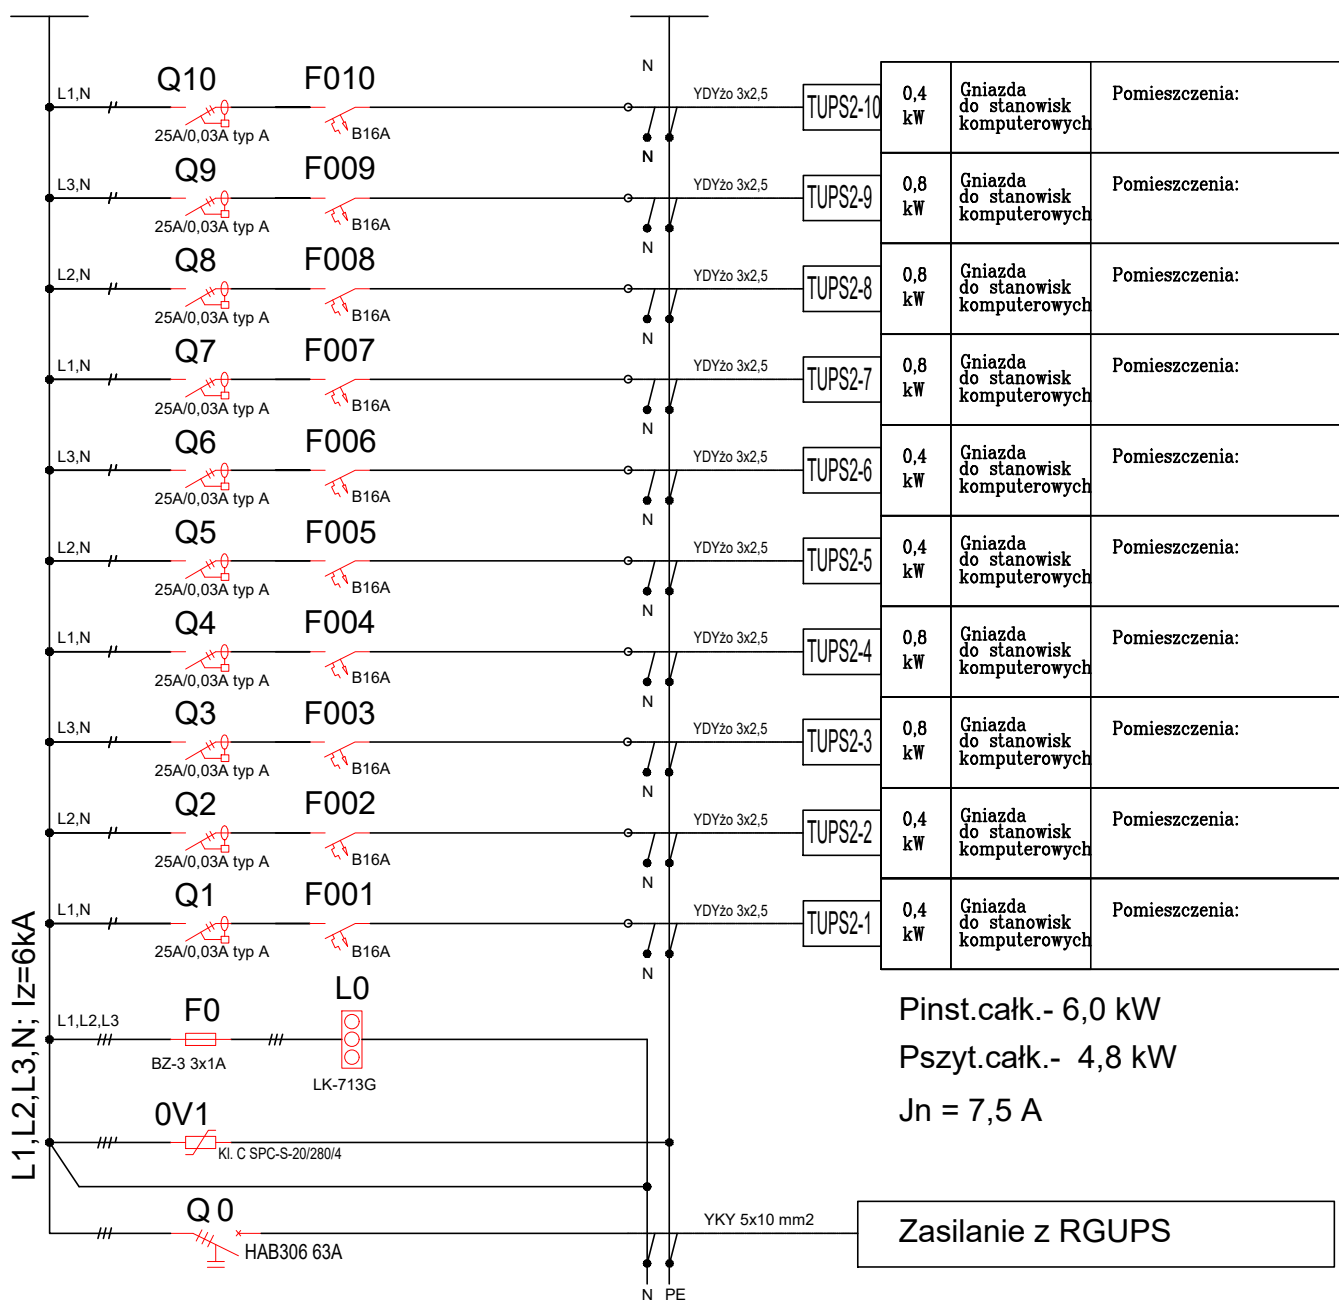 N
Q10 F010
L1,N YDYżo 3x2,5 TUPS2-10 0,4 kW Gniazda do stanowisk komputerowych Pomieszczenia:
25A/0,03A typ A B16A
N
Q9 F009
L3,N YDYżo 3x2,5 TUPS2-9 0,8 kW Gniazda do stanowisk komputerowych Pomieszczenia:
25A/0,03A typ A B16A
N
Q8 F008
L2,N YDYżo 3x2,5 TUPS2-8 0,8 kW Gniazda do stanowisk komputerowych Pomieszczenia:
25A/0,03A typ A B16A
N
Q7 F007
L1,N YDYżo 3x2,5 TUPS2-7 0,8 kW Gniazda do stanowisk komputerowych Pomieszczenia:
25A/0,03A typ A B16A
N
Q6 F006
L3,N YDYżo 3x2,5 TUPS2-6 0,4 kW Gniazda do stanowisk komputerowych Pomieszczenia:
25A/0,03A typ A B16A
N
Q5 F005
L2,N YDYżo 3x2,5 TUPS2-5 0,4 kW Gniazda do stanowisk komputerowych Pomieszczenia:
25A/0,03A typ A B16A
N
Q4 F004
L1,N YDYżo 3x2,5 TUPS2-4 0,8 kW Gniazda do stanowisk komputerowych Pomieszczenia:
25A/0,03A typ A B16A
N
Q3 F003
L3,N YDYżo 3x2,5 TUPS2-3 0,8 kW Gniazda do stanowisk komputerowych Pomieszczenia:
25A/0,03A typ A B16A
N
Q2 F002
L2,N YDYżo 3x2,5 TUPS2-2 0,4 kW Gniazda do stanowisk komputerowych Pomieszczenia:
25A/0,03A typ A B16A
N
Q1 F001
L1,N YDYżo 3x2,5 TUPS2-1 0,4 kW Gniazda do stanowisk komputerowych Pomieszczenia:
25A/0,03A typ A B16A
N
L1,L2,L3,N; Iz=6kA
F0 L0
L1,L2,L3
BZ-3 3x1A
LK-713G
Pinst.całk.- 6,0 kW
Pszyt.całk.- 4,8 kW
Jn = 7,5 A
0V1
Kl. C SPC-S-20/280/4
Q 0
HAB306 63A
YKY 5x10 mm2
Zasilanie z RGUPS
N PE